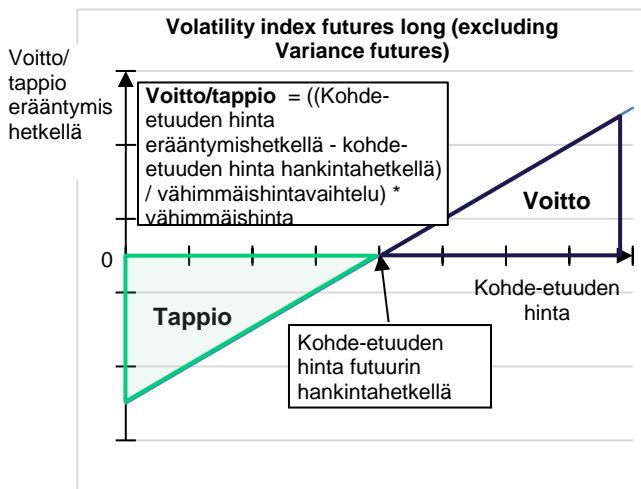 Volatility index futures long (excluding
Variance futures)
Voitto/
tappio
erääntymis
hetkellä
Voitto/tappio = ((Kohde-
etuuden hinta
erääntymishetkellä - kohde-
etuuden hinta hankintahetkellä)
/ vähimmäishintavaihtelu) *
vähimmäishinta
Voitto
0
Kohde-etuuden
hinta
Tappio
Kohde-etuuden
hinta futuurin
hankintahetkellä